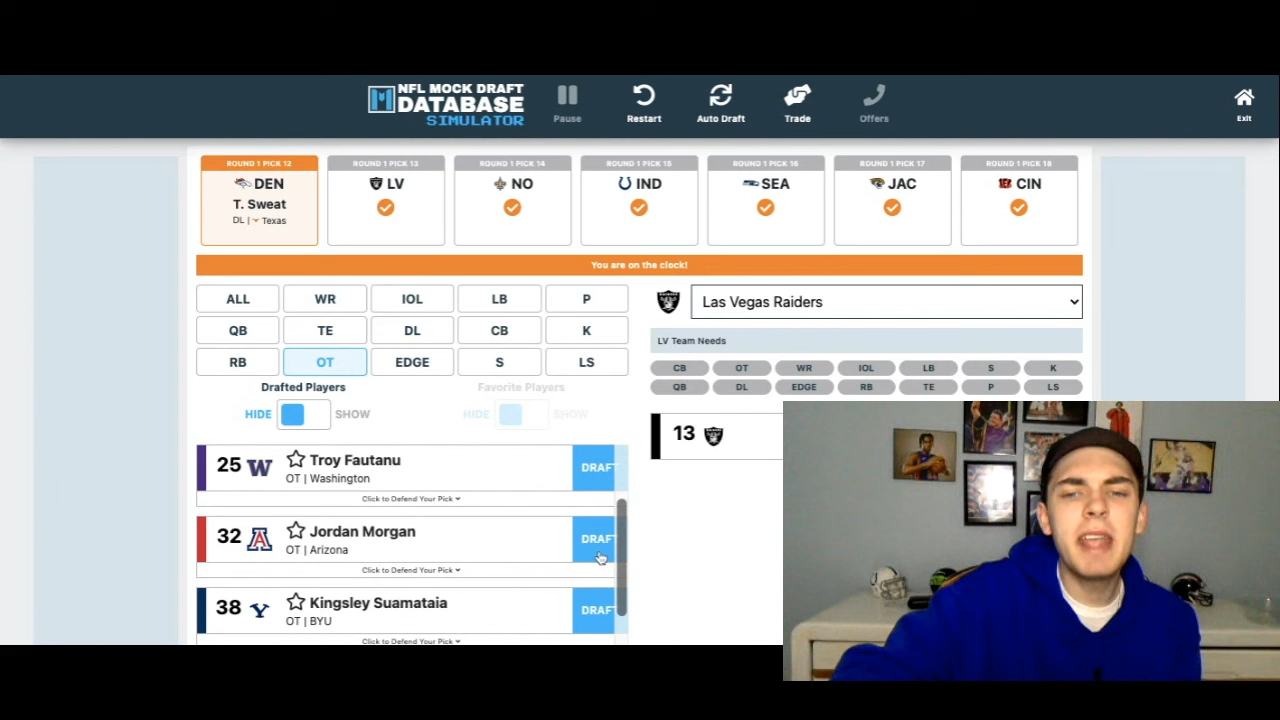 NFL MOCK DRAFT
DATABASE
SIMULATOR
Pause
Restart
Auto Draft
Trade
Offers
Exit
ROUND 1 PICK 12
ROUND 1 PICK 13
ROUND 1 PICK 14
ROUND 1 PICK 15
ROUND 1 PICK 16
ROUND 1 PICK 17
ROUND 1 PICK 18
DEN
LV
NO
IND
SEA
JAC
CIN
T. Sweat
DL | Texas
You are on the clock!
ALL WR IOL LB P
QB TE DL CB K
RB OT EDGE S LS
Drafted Players
Favorite Players
HIDE SHOW
HIDE SHOW
25 W Troy Fautanu
OT | Washington
DRAFT
Click to Defend Your Pick
32 A Jordan Morgan
OT | Arizona
DRAFT
Click to Defend Your Pick
38 Y Kingsley Suamataia
OT | BYU
DRAFT
Click to Defend Your Pick
Las Vegas Raiders
LV Team Needs
CB OT WR IOL LB S K
QB DL EDGE RB TE P LS
13